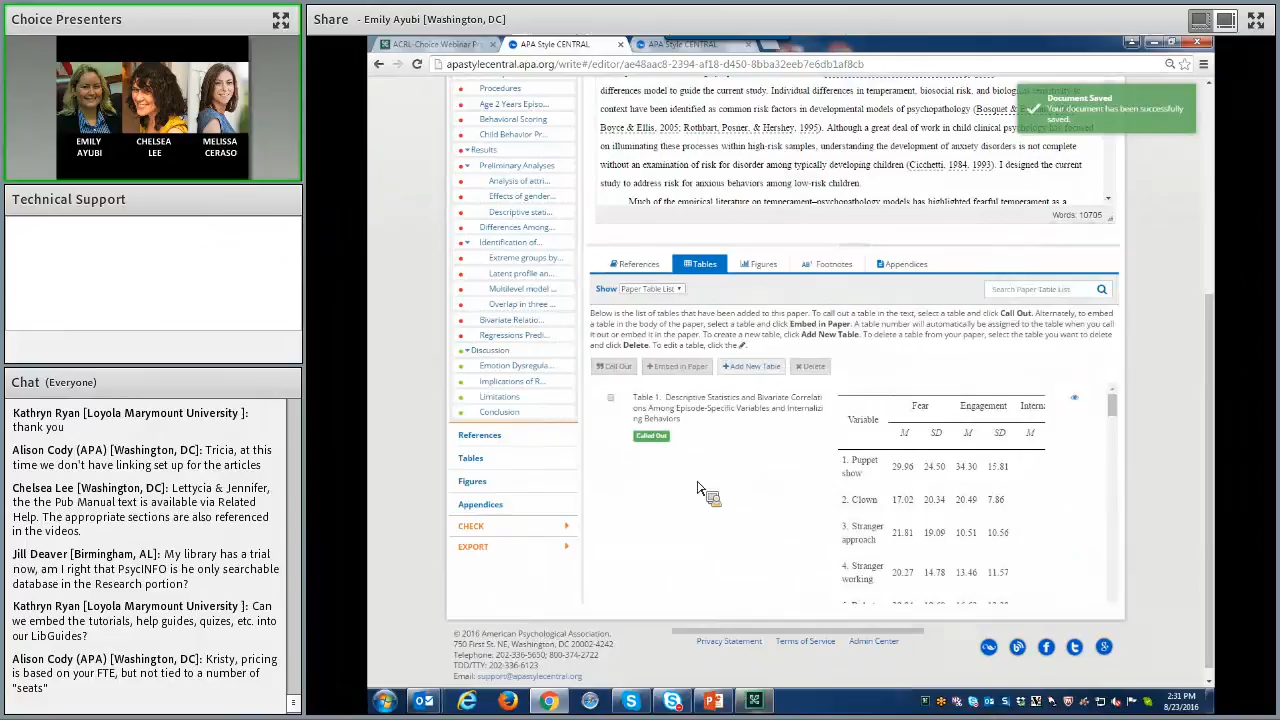 Choice Presenters
EMILY AYUBI
CHELSEA LEE
MELISSA CERASO
Technical Support
Chat (Everyone)
Kathryn Ryan [Loyola Marymount University ]:
thank you
Alison Cody (APA) [Washington, DC]: Tricia, at this
time we don't have linking set up for the articles
Chelsea Lee [Washington, DC]: Lettycia & Jennifer,
the the Pub Manual text is available via Related
Help. The appropriate sections are also referenced
in the videos.
Jill Deaver [Birmingham, AL]: My library has a trial
now, am I right that PsycINFO is he only searchable
database in the Research portion?
Kathryn Ryan [Loyola Marymount University ]: Can
we embed the tutorials, help guides, quizes, etc. into
our LibGuides?
Alison Cody (APA) [Washington, DC]: Kristy, pricing
is based on your FTE, but not tied to a number of
"seats"
Share - Emily Ayubi [Washington, DC]
ACRL-Choice Webinar Pr
APA Style CENTRAL
APA Style CENTRAL
apastylecentral.apa.org/write#/editor/ae48aac8-2394-af18-d450-8bba32eeb7e6db1af8cb
Procedures
Age 2 Years Episo...
Behavioral Scoring
Child Behavior Pr...
Results
Preliminary Analyses
Analysis of attri...
Effects of gender...
Descriptive stati...
Differences Among...
Identification of...
Extreme groups by...
Latent profile an...
Multilevel model ...
Overlap in three ...
Bivariate Relatio...
Regressions Predi...
Discussion
Emotion Dysregula...
Implications of R...
Limitations
Conclusion
References
Tables
Figures
Appendices
CHECK
EXPORT
differences model to guide the current study. Individual differences in temperament, biosocial risk, and biological
context have been identified as common risk factors in developmental models of psychopathology (Bosquet &
Boyce & Ellis, 2005; Rothbart, Posner, & Hershey, 1995). Although a great deal of work in child clinical has focused
on illuminating these processes within high-risk samples, understanding the development of anxiety disorders is not complete
without an examination of risk for disorder among typically developing children (Cicchetti, 1984, 1993). I designed the current
study to address risk for anxious behaviors among low-risk children.
Much of the empirical literature on temperament–psychopathology models has highlighted fearful temperament as a
Document Saved
Your document has been successfully
saved.
Words: 10705
References
Tables
Figures
Footnotes
Appendices
Show Paper Table List
Search Paper Table List
Below is the list of tables that have been added to this paper. To call out a table in the text, select a table and click Call Out. Alternately, to embed
a table in the body of the paper, select a table and click Embed in Paper. A table number will automatically be assigned to the table when you call
it out or embed it in the paper. To create a new table, click Add New Table. To delete a table from your paper, select the table you want to delete
and click Delete. To edit a table, click the
Call Out
+Embed in Paper
+Add New Table
Delete
Table 1. Descriptive Statistics and Bivariate Correlati
ons Among Episode-Specific Variables and Internalizi
ng Behaviors
Called Out
Variable Fear Engagement Interna
M SD M SD M
1. Puppet show 29.96 24.50 34.30 15.81
2. Clown 17.02 20.34 20.49 7.86
3. Stranger approach 21.81 19.09 10.51 10.56
4. Stranger working 20.27 14.78 13.46 11.57
© 2016 American Psychological Association.
750 First St. NE, Washington, DC 20002-4242
Telephone: 202-336-5650; 800-374-2722
TDD/TTY: 202-336-6123
Email: support@apastylecentral.org
Privacy Statement
Terms of Service
Admin Center
2:31 PM
8/23/2016